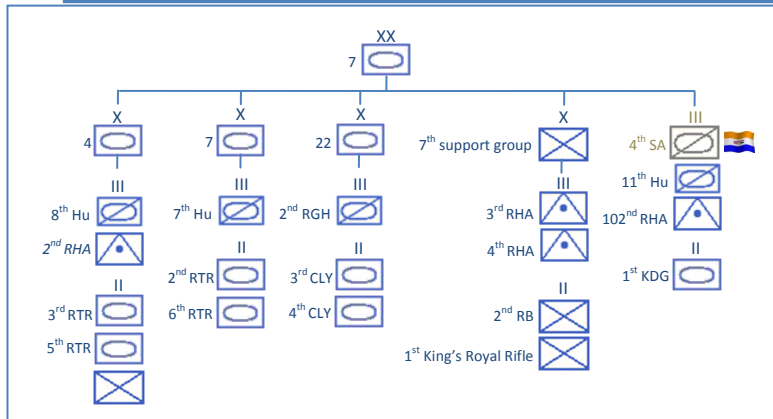 XX
7
X
4
X
7
X
22
X
7th support group
III
4th SA
III
8th Hu
2nd RHA
II
3rd RTR
5th RTR
III
7th Hu
II
2nd RTR
6th RTR
III
2nd RGH
II
3rd CLY
4th CLY
III
3rd RHA
4th RHA
II
2nd RB
1st King's Royal Rifle
11th Hu
102nd RHA
II
1st KDG